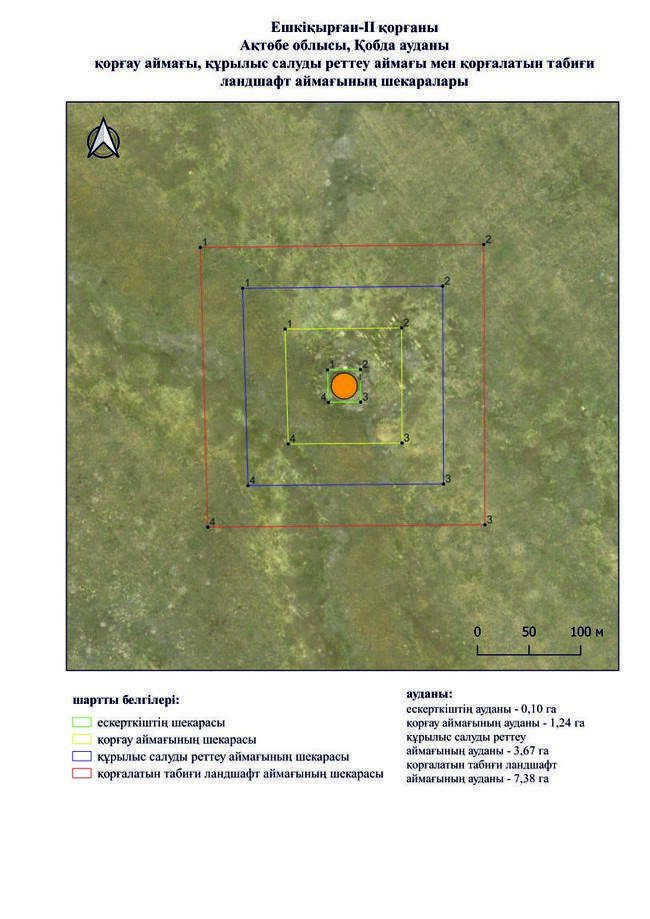 Ешкіқырған-II қорғаны
Ақтөбе облысы, Қобда ауданы
қорғау аймағы, құрылыс салуды реттеу аймағы мен қорғалатын табиғи
ландшафт аймағының шекаралары
1
2
1
2
1
2
1
2
4
3
4
3
4
3
4
3
0 50 100 м
шартты белгілері:
ескерткіштің шекарасы
қорғау аймағының шекарасы
құрылыс салуды реттеу аймағының шекарасы
қорғалатын табиғи ландшафт аймағының шекарасы
ауданы:
ескерткіштің ауданы - 0,10 га
қорғау аймағының ауданы - 1,24 га
құрылыс салуды реттеу
аймағының ауданы - 3,67 га
қорғалатын табиғи ландшафт
аймағының ауданы - 7,38 га